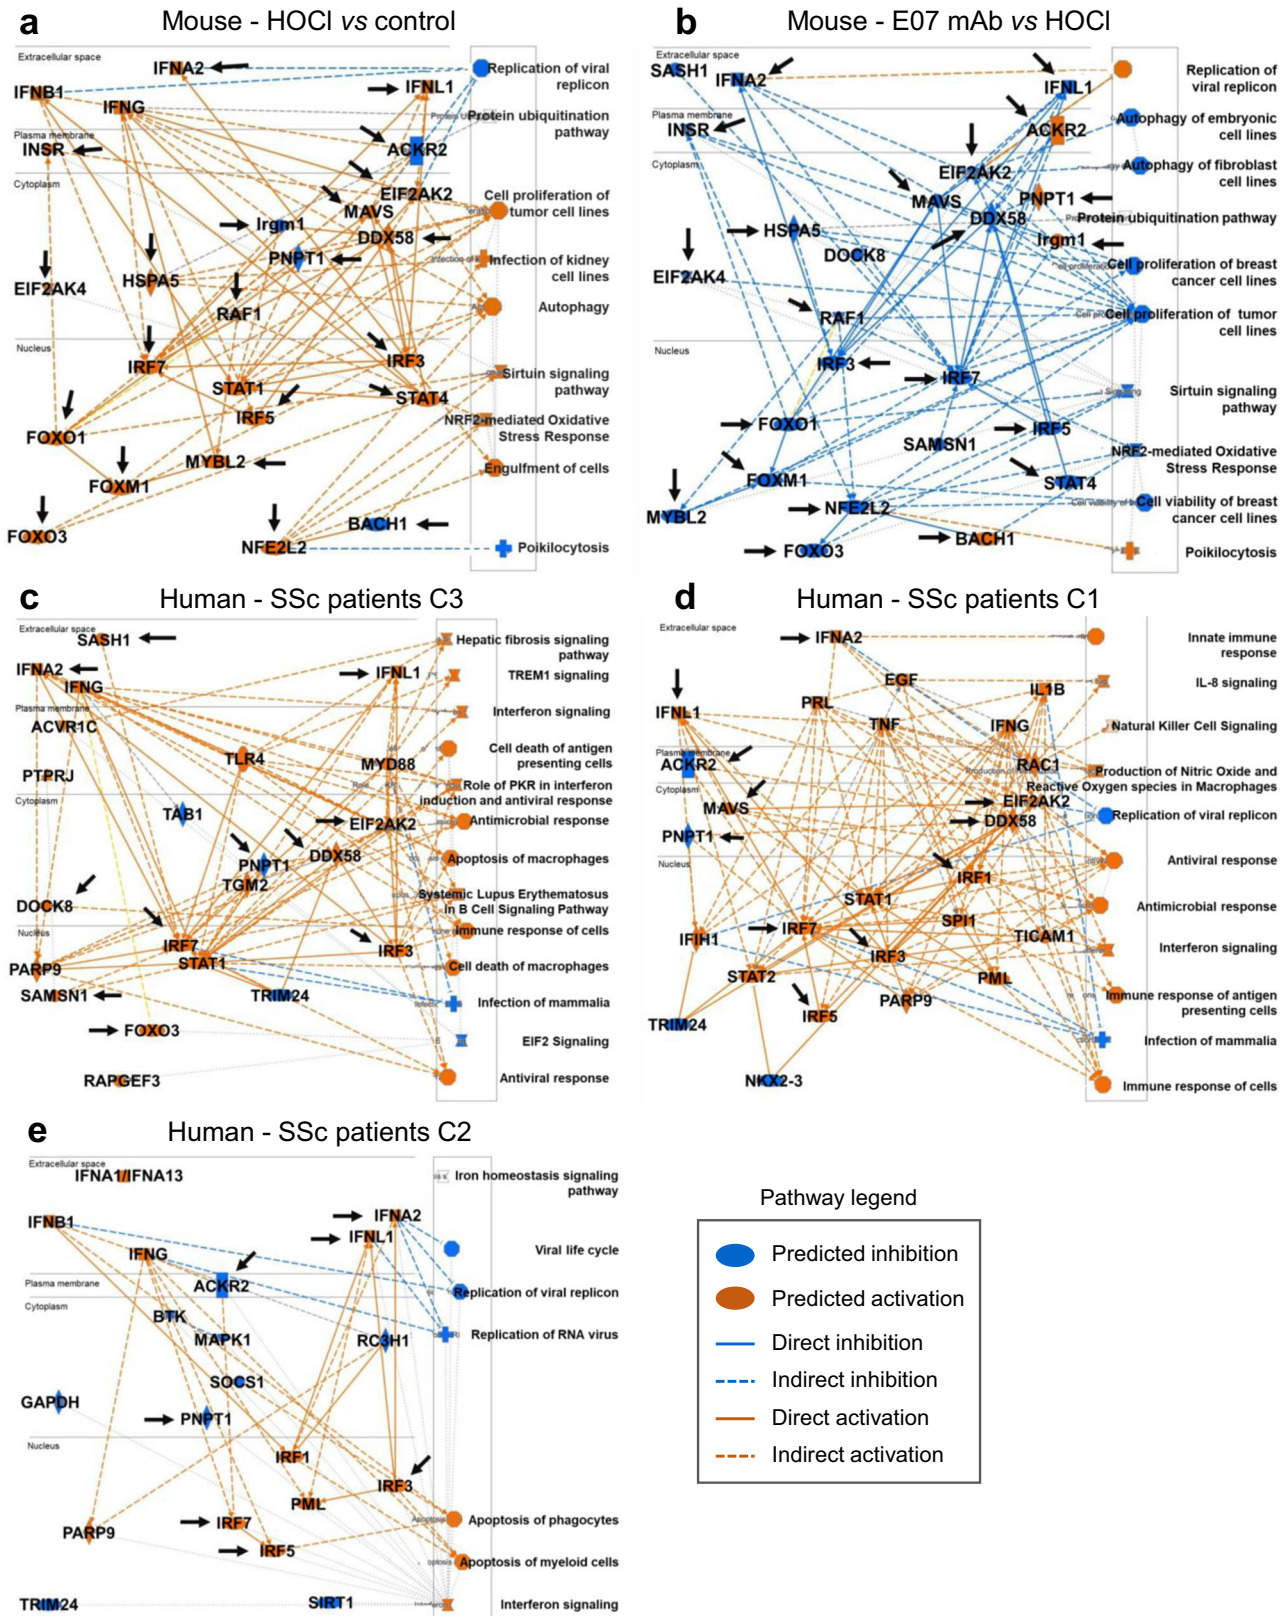 a Mouse - HOCl vs control
Extracellular space
IFNA2
Replication of viral
replicon
IFNB1
IFNG
IFNL1
Protein ubiquitination
pathway
Plasma membrane
INSR
ACKR2
Cytoplasm
EIF2AK2
Cell proliferation of
tumor cell lines
MAVS
Irgm1
DDX58
PNPT1
Infection of kidney
cell lines
EIF2AK4
HSPA5
RAF1
Autophagy
Nucleus
IRF7
IRF3
STAT1
STAT4
Sirtuin signaling
pathway
IRF5
NRF2-mediated Oxidative
Stress Response
FOXO1
MYBL2
Engulfment of cells
FOXM1
FOXO3
NFE2L2
BACH1
Poikilocytosis
b Mouse - E07 mAb vs HOCl
Extracellular space
SASH1
IFNA2
IFNL1
Replication of
viral replicon
Plasma membrane
INSR
ACKR2
Autophagy of embryonic
cell lines
Cytoplasm
EIF2AK2
Autophagy of fibroblast
cell lines
MAVS
PNPT1
DDX58
Protein ubiquitination pathway
HSPA5
Irgm1
DOCK8
EIF2AK4
Cell proliferation of breast
cancer cell lines
RAF1
Cell proliferation of tumor
cell lines
Nucleus
IRF3
IRF7
Sirtuin signaling
pathway
FOXO1
IRF5
SAMSN1
NRF2-mediated Oxidative
Stress Response
FOXM1
STAT4
Cell viability of breast
cancer cell lines
MYBL2
NFE2L2
FOXO3
BACH1
Poikilocytosis
c Human - SSc patients C3
Extracellular space
SASH1
Hepatic fibrosis signaling
pathway
IFNA2
IFNG
IFNL1
TREM1 signaling
Plasma membrane
ACVR1C
Interferon signaling
TLR4
MYD88
Cell death of antigen
presenting cells
PTPRJ
Role of PKR in interferon
induction and antiviral response
Cytoplasm
TAB1
EIF2AK2
Antimicrobial response
PNPT1
DDX58
Apoptosis of macrophages
TGM2
DOCK8
Systemic Lupus Erythematosus
in B Cell Signaling Pathway
Nucleus
IRF7
IRF3
Immune response of cells
PARP9
STAT1
Cell death of macrophages
SAMSN1
TRIM24
Infection of mammalia
FOXO3
EIF2 Signaling
RAPGEF3
Antiviral response
d Human - SSc patients C1
Extracellular space
IFNA2
Innate immune
response
EGF
IL1B
IL-8 signaling
IFNL1
PRL
TNF
IFNG
Natural Killer Cell Signaling
Plasma membrane
ACKR2
RAC1
Production of Nitric Oxide and
Reactive Oxygen species in Macrophages
Cytoplasm
MAVS
EIF2AK2
DDX58
Replication of viral replicon
PNPT1
Nucleus
IRF1
Antiviral response
STAT1
SPI1
Antimicrobial response
IFIH1
IRF7
TICAM1
IRF3
Interferon signaling
STAT2
PML
PARP9
Immune response of antigen
presenting cells
IRF5
TRIM24
Infection of mammalia
NKX2-3
Immune response of cells
e Human - SSc patients C2
Extracellular space
IFNA1/IFNA13
Iron homeostasis signaling
pathway
IFNB1
IFNA2
IFNL1
IFNG
Viral life cycle
Plasma membrane
ACKR2
Replication of viral replicon
Cytoplasm
BTK
MAPK1
RC3H1
Replication of RNA virus
SOCS1
GAPDH
PNPT1
Nucleus
IRF1
IRF3
PML
PARP9
IRF7
Apoptosis of phagocytes
IRF5
Apoptosis of myeloid cells
TRIM24
SIRT1
Interferon signaling
Pathway legend
Predicted inhibition
Predicted activation
Direct inhibition
Indirect inhibition
Direct activation
Indirect activation